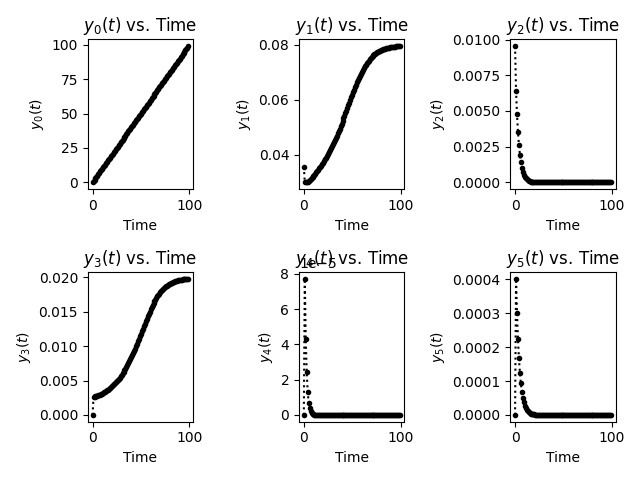 y₀(t) vs. Time
100
75
50
25
0
y₀(t)
0
100
Time
y₁(t) vs. Time
0.08
0.06
0.04
y₁(t)
0
100
Time
y₂(t) vs. Time
0.0100
0.0075
0.0050
0.0025
0.0000
y₂(t)
0
100
Time
y₃(t) vs. Time
0.020
0.015
0.010
0.005
0.000
y₃(t)
0
100
Time
y₄(t) vs. Time
1e−5
8
6
4
2
0
y₄(t)
0
100
Time
y₅(t) vs. Time
0.0004
0.0003
0.0002
0.0001
0.0000
y₅(t)
0
100
Time